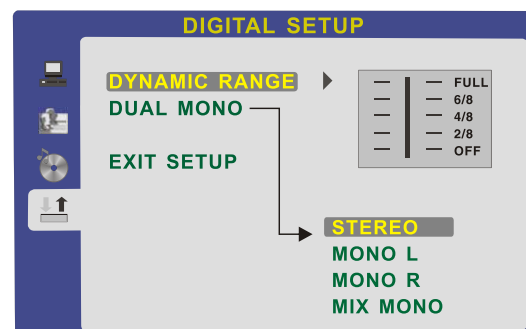 DIGITAL SETUP
DYNAMIC RANGE
DUAL MONO
EXIT SETUP
FULL
6/8
4/8
2/8
OFF
STEREO
MONO L
MONO R
MIX MONO